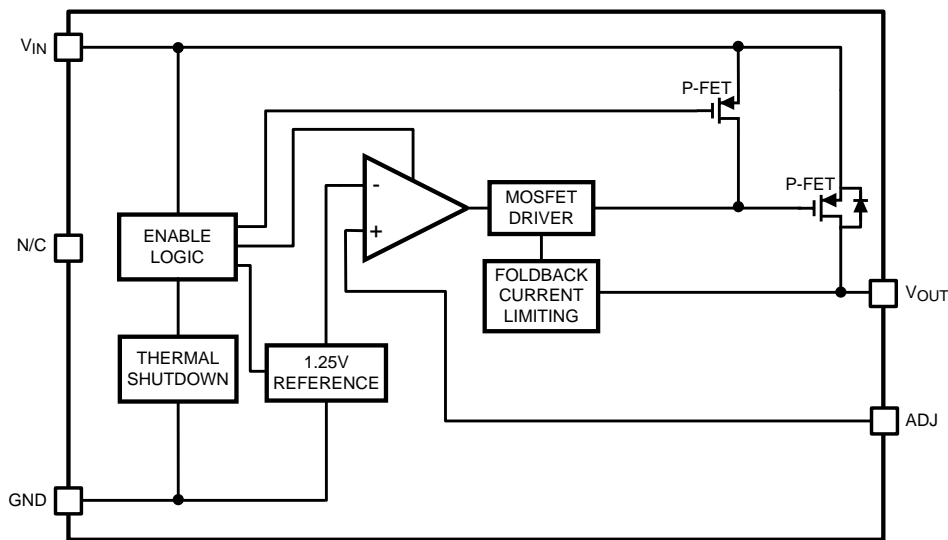 VIN
P-FET
P-FET
-
+
MOSFET
DRIVER
N/C
ENABLE
LOGIC
FOLDBACK
CURRENT
LIMITING
VOUT
THERMAL
SHUTDOWN
1.25V
REFERENCE
ADJ
GND